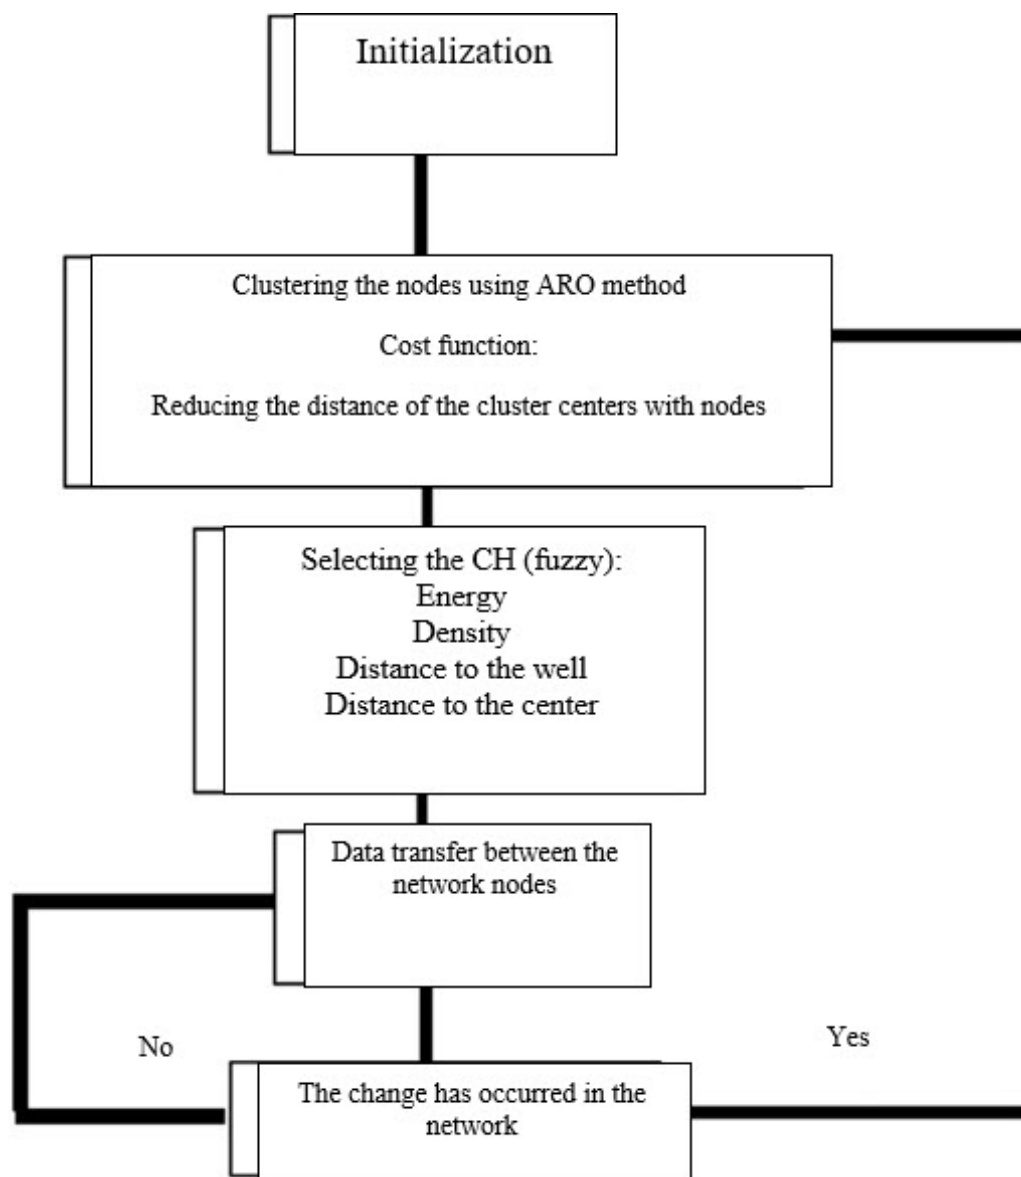 Initialization
Clustering the nodes using ARO method
Cost function:
Reducing the distance of the cluster centers with nodes
Selecting the CH (fuzzy):
Energy
Density
Distance to the well
Distance to the center
Data transfer between the
network nodes
No
Yes
The change has occurred in the
network